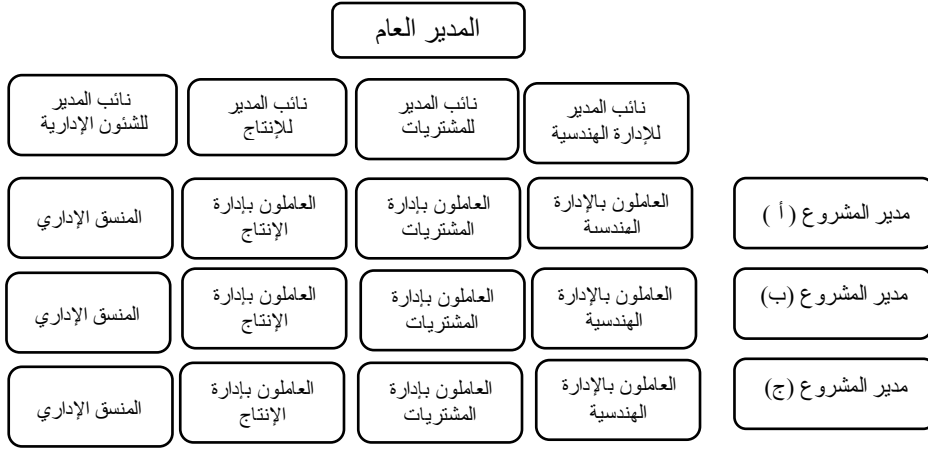 المدير العام
نائب المدير
للإدارة الهندسية
نائب المدير
للمشتريات
نائب المدير
للإنتاج
نائب المدير
للشئون الإدارية
مدير المشروع ( أ )
العاملون بالإدارة
الهندسية
العاملون بإدارة
المشتريات
العاملون بإدارة
الإنتاج
المنسق الإداري
مدير المشروع (ب)
العاملون بالإدارة
الهندسية
العاملون بإدارة
المشتريات
العاملون بإدارة
الإنتاج
المنسق الإداري
مدير المشروع (ج)
العاملون بالإدارة
الهندسية
العاملون بإدارة
المشتريات
العاملون بإدارة
الإنتاج
المنسق الإداري